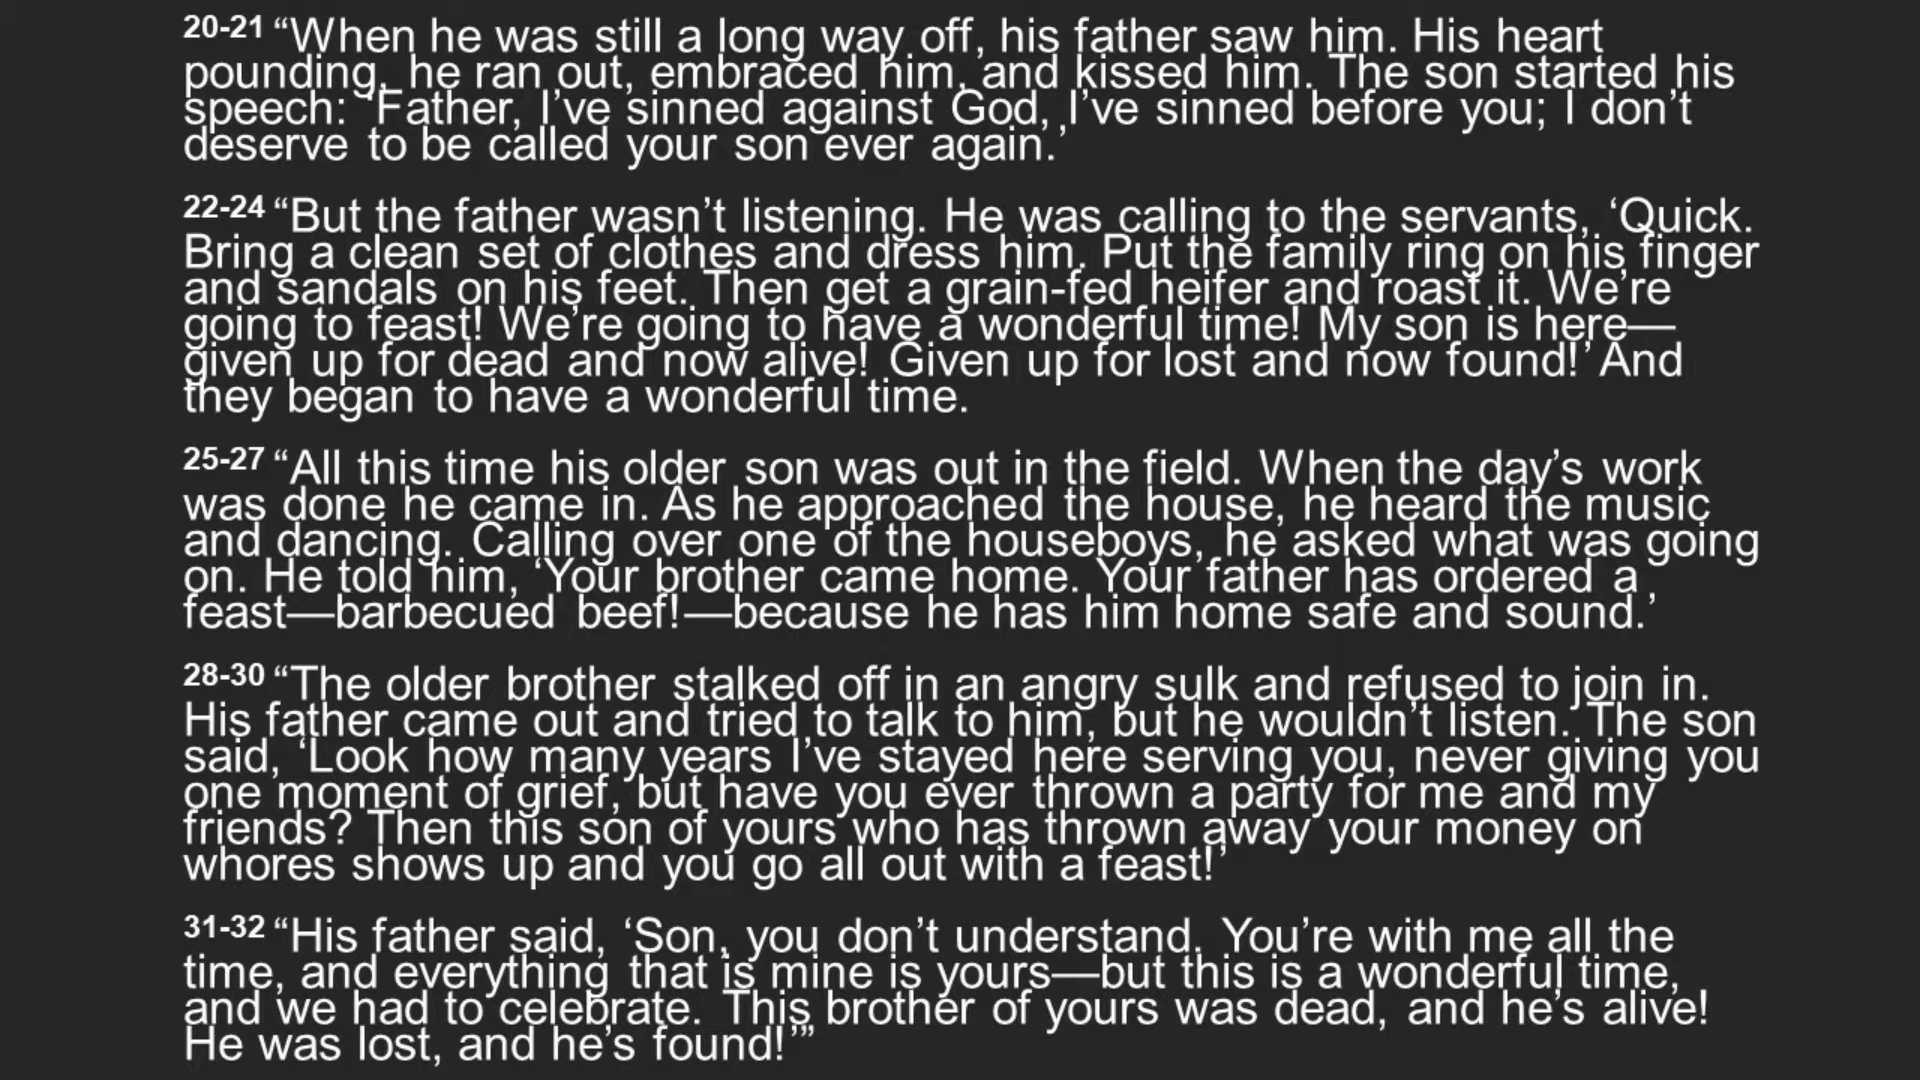 20-21 “When he was still a long way off, his father saw him. His heart
pounding, he ran out, embraced him, and kissed him. The son started his
speech: ‘Father, I’ve sinned against God, I’ve sinned before you; I don’t
deserve to be called your son ever again.’
22-24 “But the father wasn’t listening. He was calling to the servants, ‘Quick.
Bring a clean set of clothes and dress him. Put the family ring on his finger
and sandals on his feet. Then get a grain-fed heifer and roast it. We’re
going to feast! We’re going to have a wonderful time! My son is here—
given up for dead and now alive! Given up for lost and now found!’ And
they began to have a wonderful time.
25-27 “All this time his older son was out in the field. When the day’s work
was done he came in. As he approached the house, he heard the music
and dancing. Calling over one of the houseboys, he asked what was going
on. He told him, ‘Your brother came home. Your father has ordered a
feast—barbecued beef!—because he has him home safe and sound.’
28-30 “The older brother stalked off in an angry sulk and refused to join in.
His father came out and tried to talk to him, but he wouldn’t listen. The son
said, ‘Look how many years I’ve stayed here serving you, never giving you
one moment of grief, but have you ever thrown a party for me and my
friends? Then this son of yours who has thrown away your money on
whores shows up and you go all out with a feast!’
31-32 “His father said, ‘Son, you don’t understand. You’re with me all the
time, and everything that is mine is yours—but this is a wonderful time,
and we had to celebrate. This brother of yours was dead, and he’s alive!
He was lost, and he’s found!’”